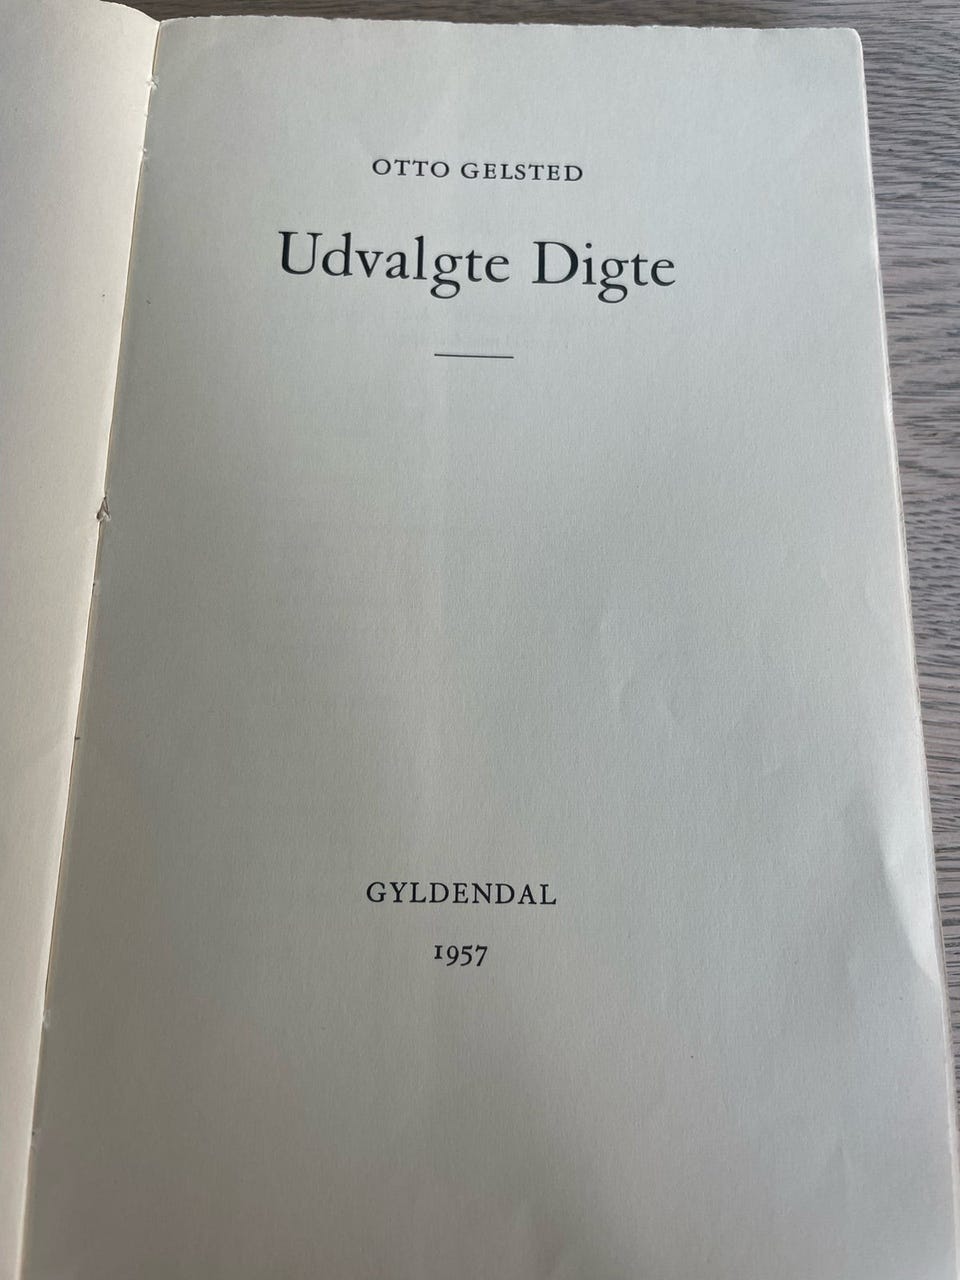 OTTO GELSTED
Udvalgte Digte
GYLDENDAL
1957